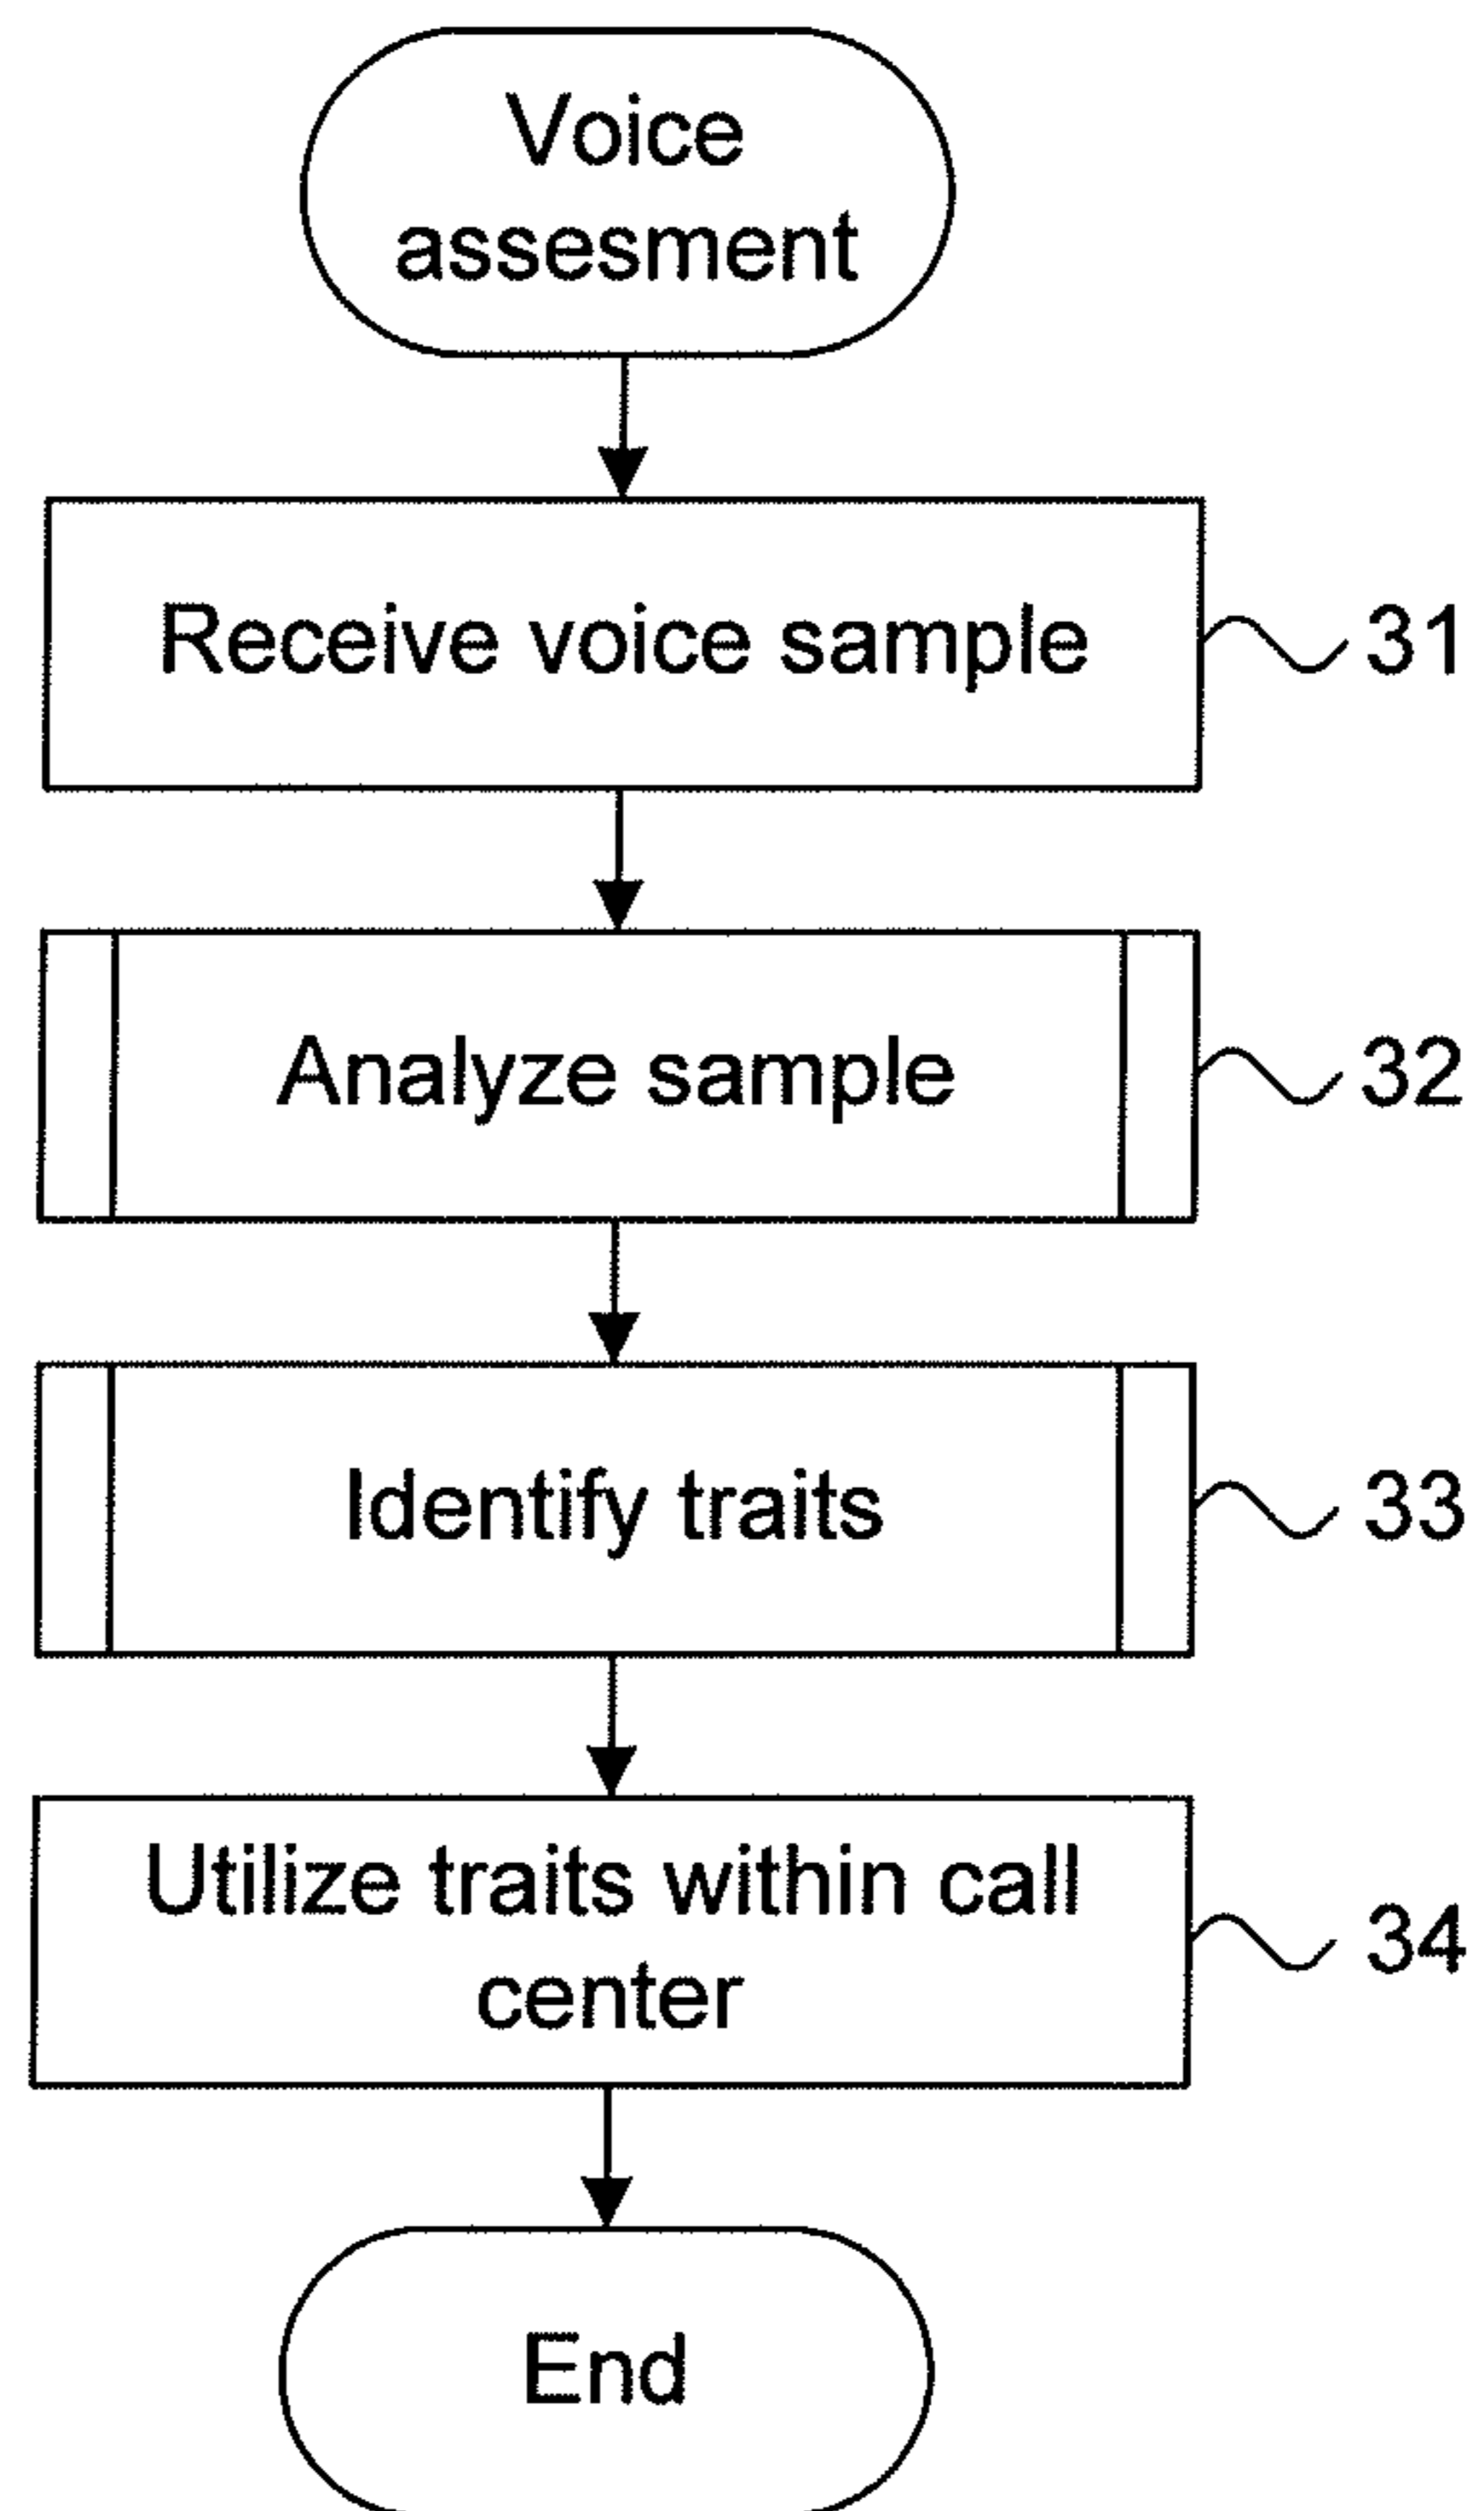 Voice
assesment
Receive voice sample
31
Analyze sample
32
Identify traits
33
Utilize traits within call
center
34
End